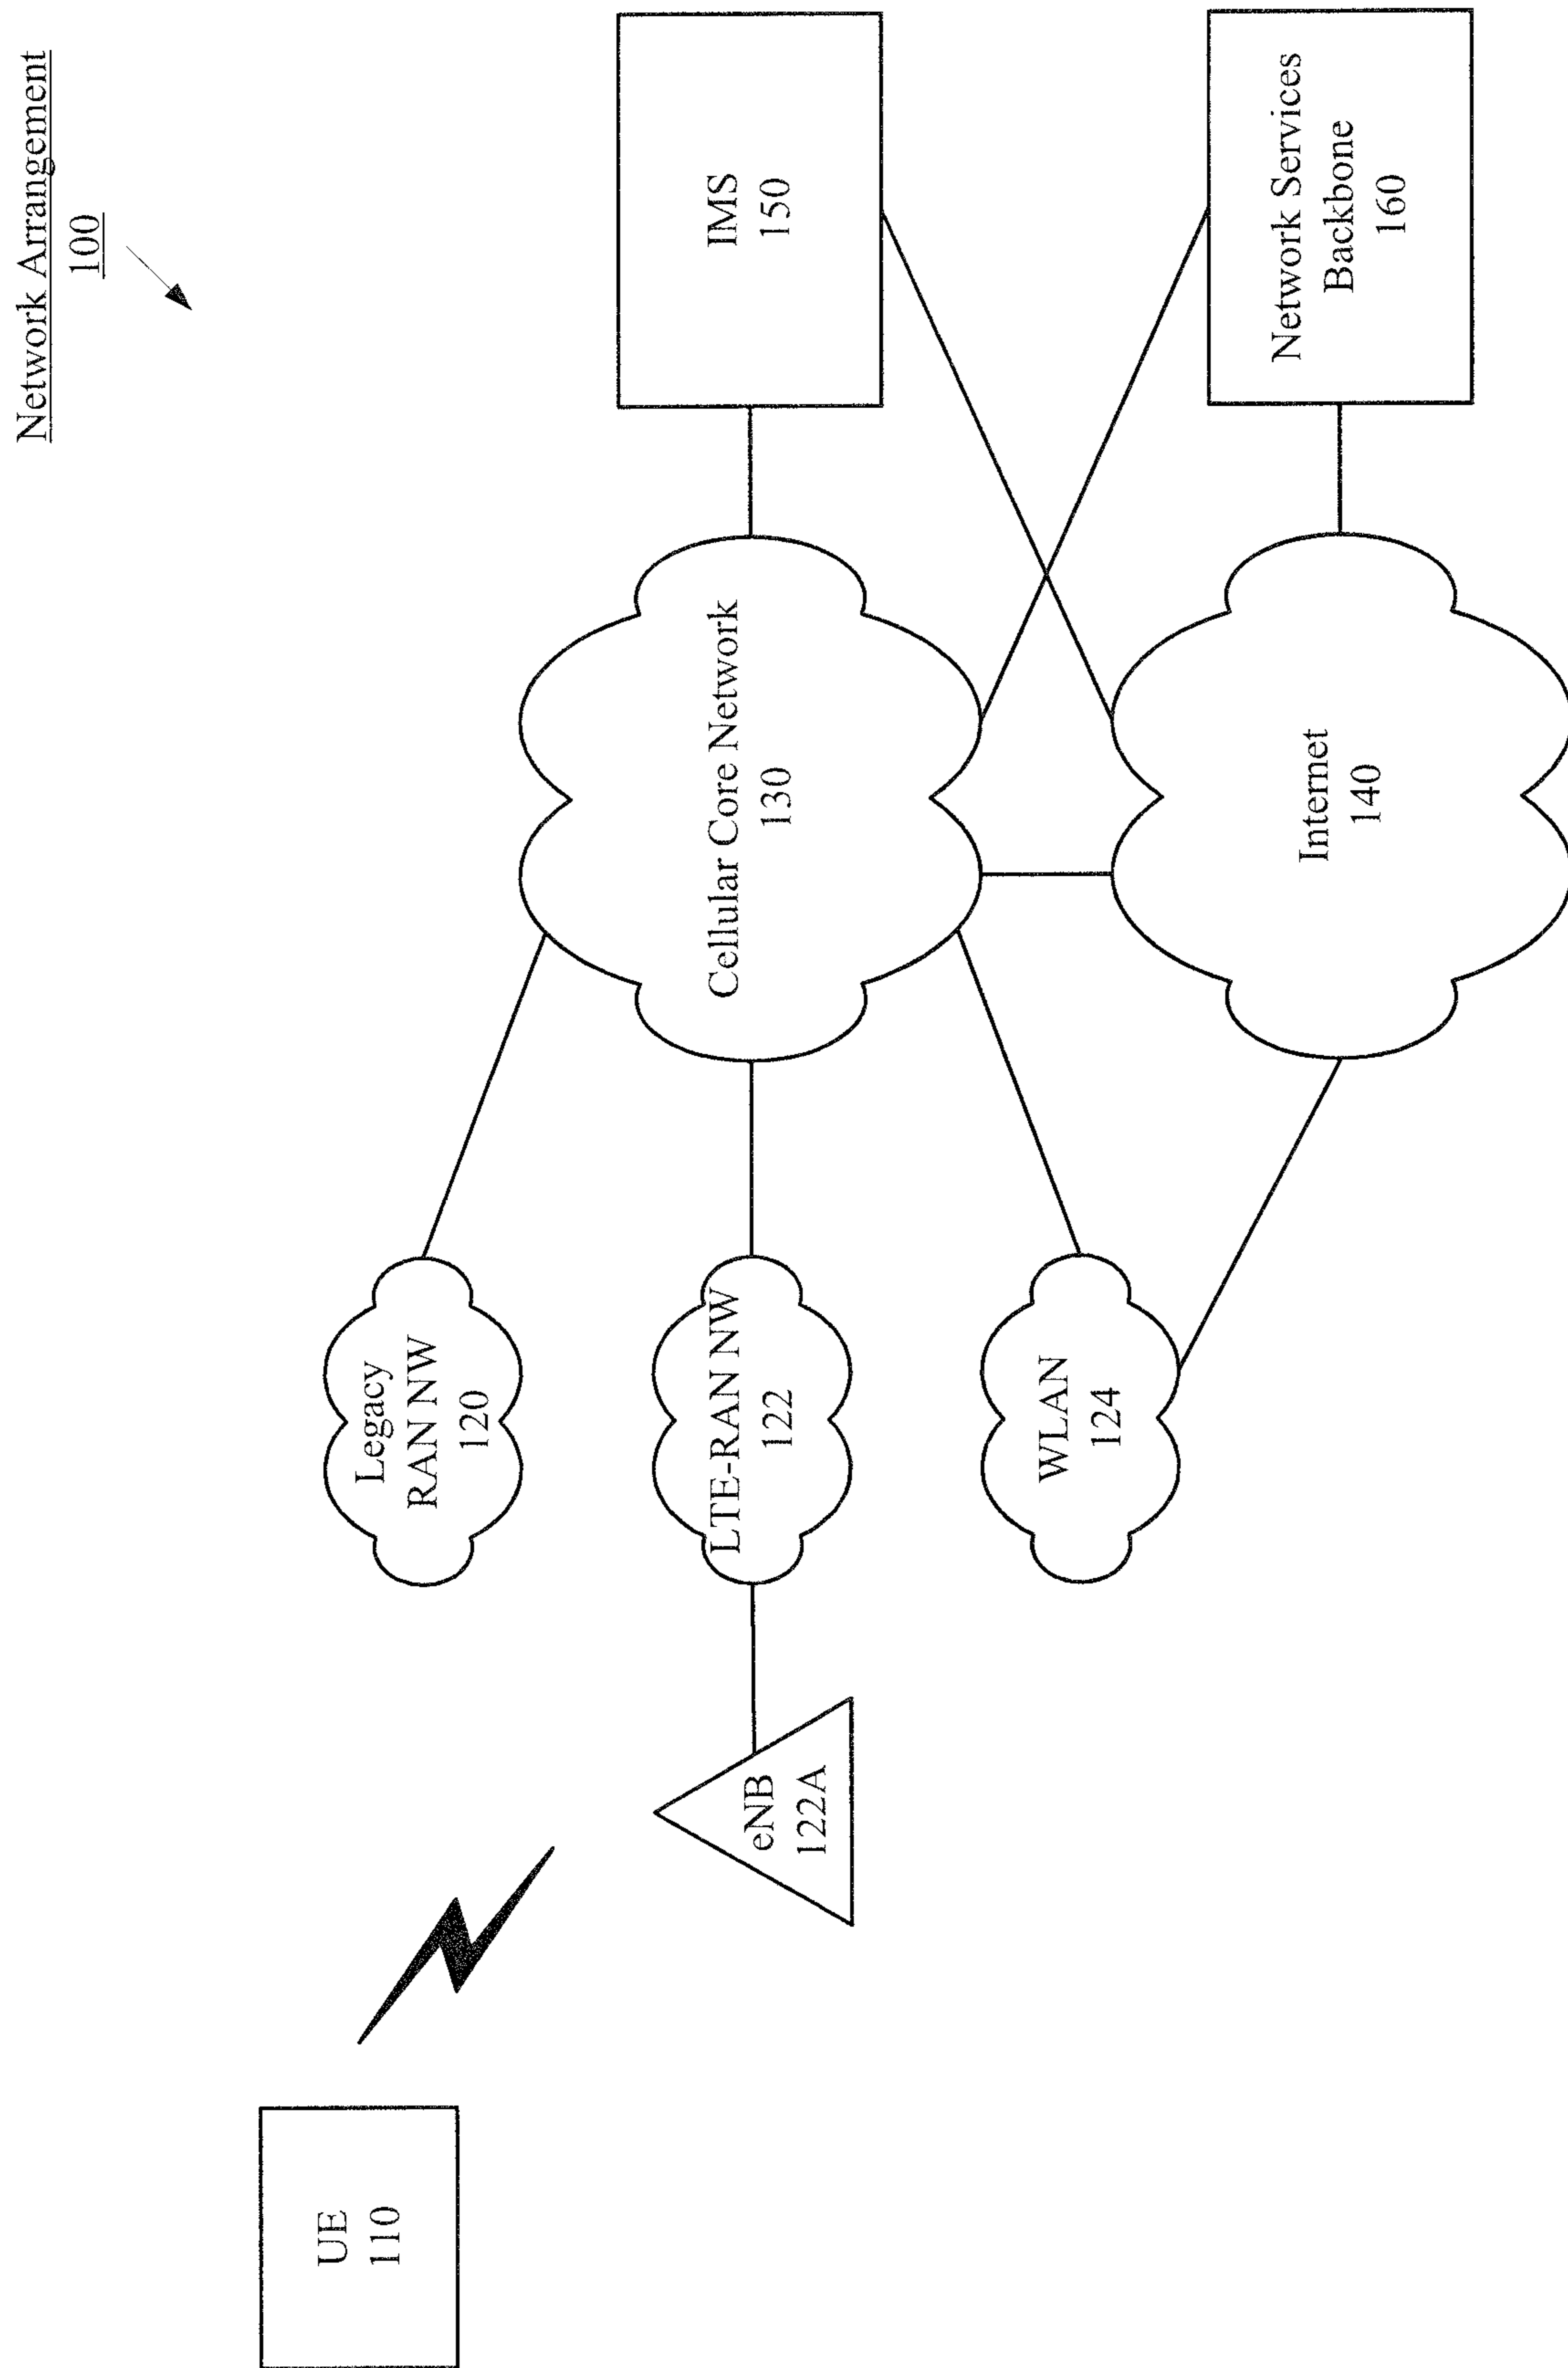 Network Arrangement
100
UE
110
eNB
122A
Legacy
RAN NW
120
LTE-RAN NW
122
WLAN
124
Cellular Core Network
130
Internet
140
IMS
150
Network Services
Backbone
160